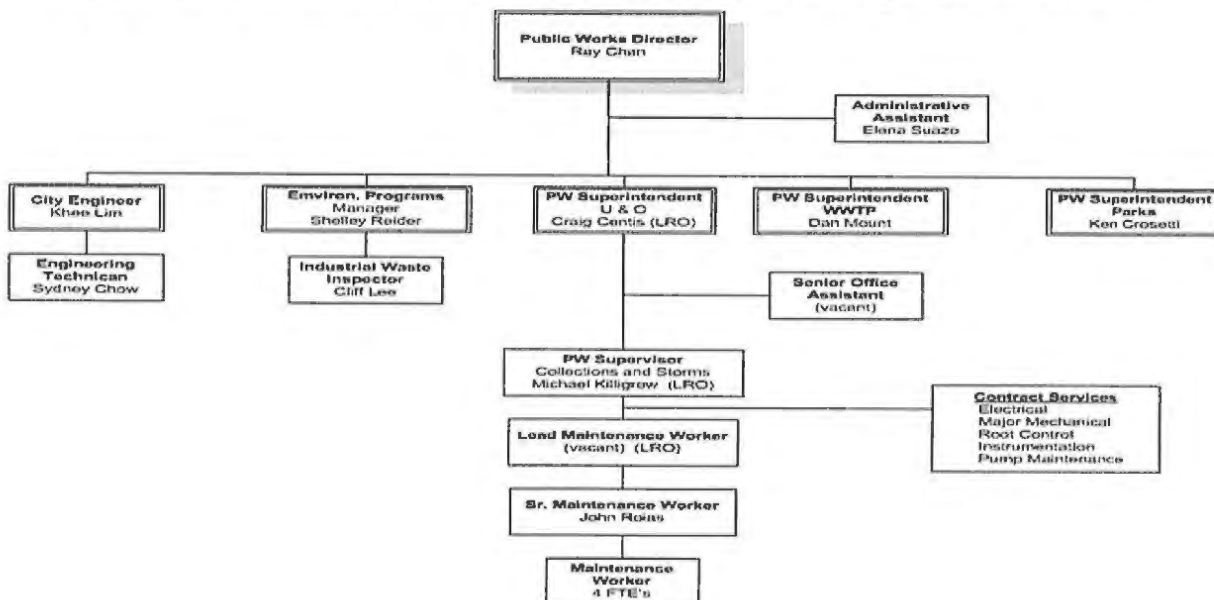 Public Works Director
Ray Chan
Administrative
Assistant
Elena Suazo
City Engineer
Khee Lim
Environ. Programs
Manager
Shelley Reider
PW Superintendent
U & O
Craig Centis (LRO)
PW Superintendent
WWTP
Dan Mount
PW Superintendent
Parks
Ken Crosetti
Engineering
Technican
Sydney Chow
Industrial Waste
Inspector
Cliff Lee
Senior Office
Assistant
(vacant)
PW Supervisor
Collections and Storms
Michael Killigrew (LRO)
Contract Services
Electrical
Major Mechanical
Root Control
Instrumentation
Pump Maintenance
Lead Maintenance Worker
(vacant) (LRO)
Sr. Maintenance Worker
John Rojas
Maintenance
Worker
4 FTE's